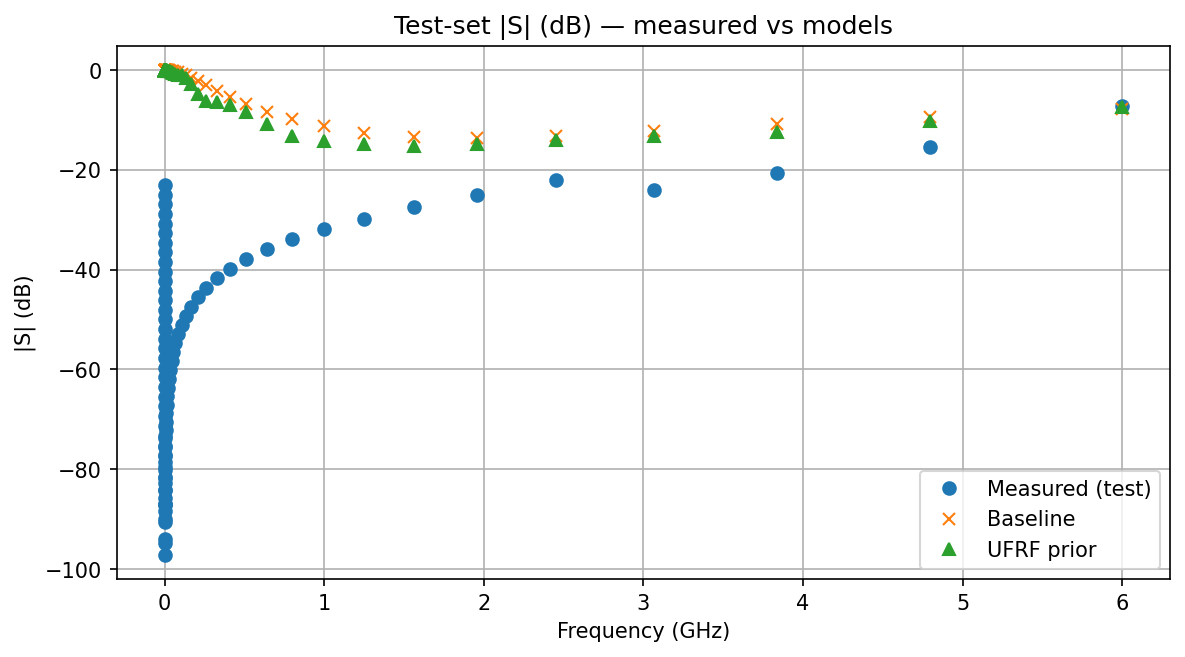 Test-set |S| (dB) — measured vs models
|S| (dB)
0
−20
−40
−60
−80
−100
0 1 2 3 4 5 6
Frequency (GHz)
Measured (test)
Baseline
UFRF prior